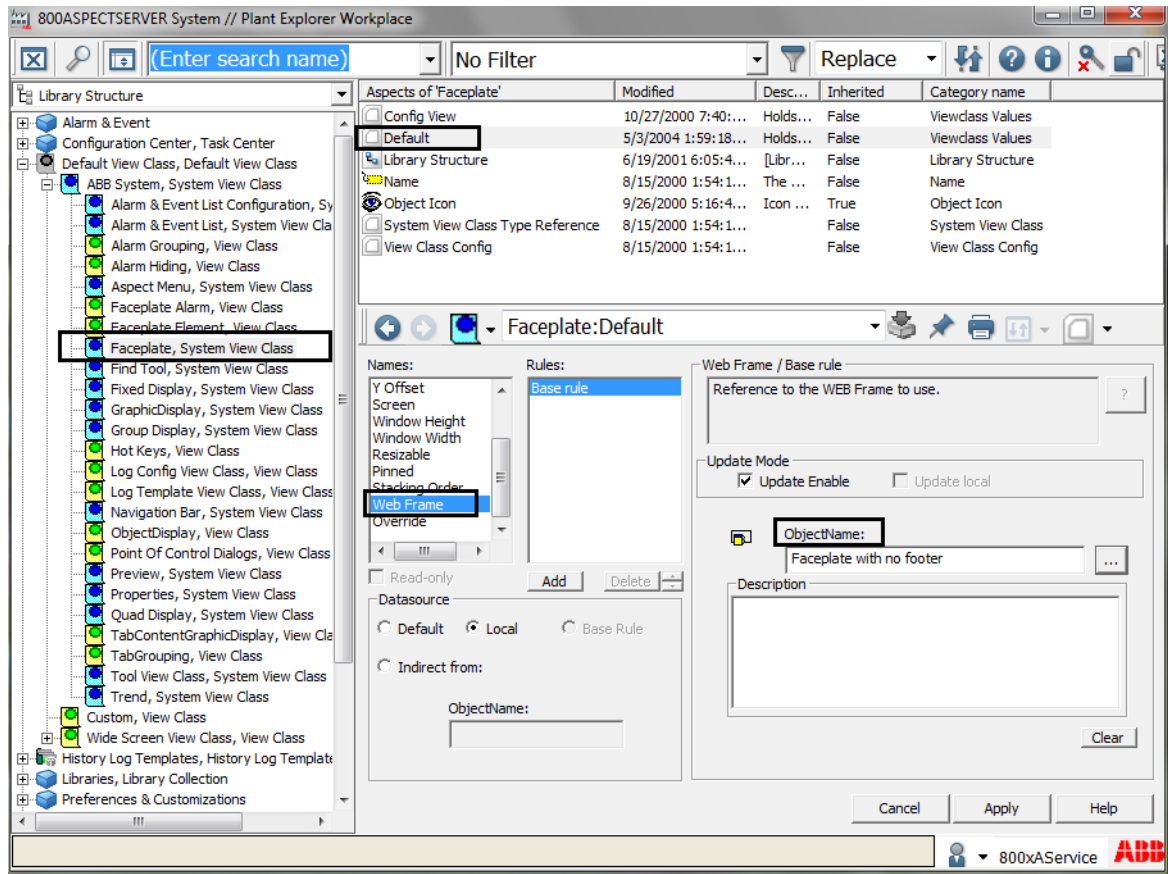 800ASPECTSERVER System // Plant Explorer Workplace
(Enter search name)
No Filter
Replace
Library Structure
Alarm & Event
Configuration Center, Task Center
Default View Class, Default View Class
ABB System, System View Class
Alarm & Event List Configuration, Sy
Alarm & Event List, System View Cla
Alarm Grouping, View Class
Alarm Hiding, View Class
Aspect Menu, System View Class
Faceplate Alarm, View Class
Faceplate Element, View Class
Faceplate, System View Class
Find Tool, System View Class
Fixed Display, System View Class
GraphicDisplay, System View Class
Group Display, System View Class
Hot Keys, View Class
Log Config View Class, View Class
Log Template View Class, View Class
Navigation Bar, System View Class
ObjectDisplay, View Class
Point Of Control Dialogs, View Class
Preview, System View Class
Properties, System View Class
Quad Display, System View Class
TabContentGraphicDisplay, View Cla
TabGrouping, View Class
Tool View Class, System View Class
Trend, System View Class
Custom, View Class
Wide Screen View Class, View Class
History Log Templates, History Log Template
Libraries, Library Collection
Preferences & Customizations
Aspects of 'Faceplate' Modified Desc... Inherited Category name
Config View 10/27/2000 7:40:... Holds... False Viewclass Values
Default 5/3/2004 1:59:18... Holds... False Viewclass Values
Library Structure 6/19/2001 6:05:4... [Libr... False Library Structure
Name 8/15/2000 1:54:1... The ... False Name
Object Icon 9/26/2000 5:16:4... Icon ... True Object Icon
System View Class Type Reference 8/15/2000 1:54:1... False System View Class
View Class Config 8/15/2000 1:54:1... False View Class Config
Faceplate:Default
Names:
Y Offset
Screen
Window Height
Window Width
Resizable
Pinned
Stacking Order
Web Frame
Override
Read-only
Rules:
Base rule
Add Delete
Datasource
Default Local Base Rule
Indirect from:
ObjectName:
Web Frame / Base rule
Reference to the WEB Frame to use.
?
Update Mode
Update Enable Update local
ObjectName:
Faceplate with no footer
...
Description
Clear
Cancel Apply Help
800xAService ABB